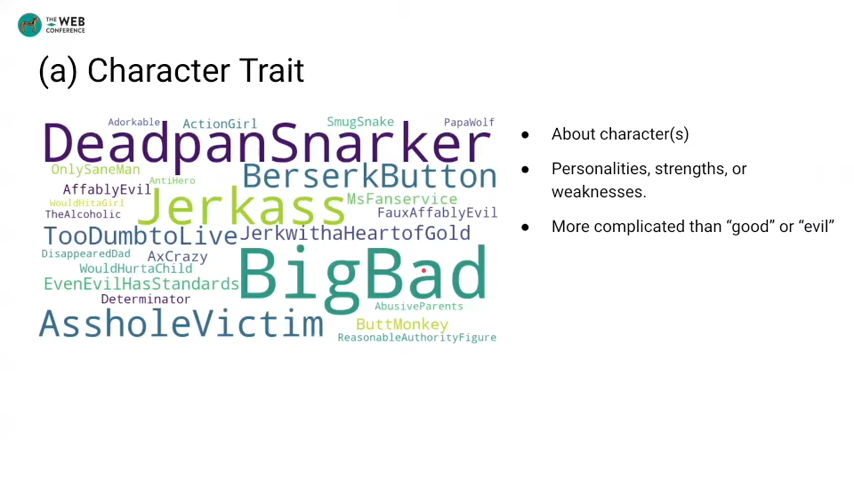 THE WEB
CONFERENCE
(a) Character Trait
Adorkable ActionGirl SmugSnake PapaWolf
DeadpanSnarker
OnlySaneMan
AntiHero BerserkButton
AffablyEvil
WouldHitaGirl Jerkass MsFanservice
TheAlcoholic FauxAffablyEvil
TooDumbtoLive JerkwithaHeartofGold
DisappearedDad AxCrazy
WouldHurtaChild BigBad
EvenEvilHasStandards
Determinator AbusiveParents
AssholeVictim ButtMonkey
ReasonableAuthorityFigure
● About character(s)
● Personalities, strengths, or
weaknesses.
● More complicated than “good” or “evil”